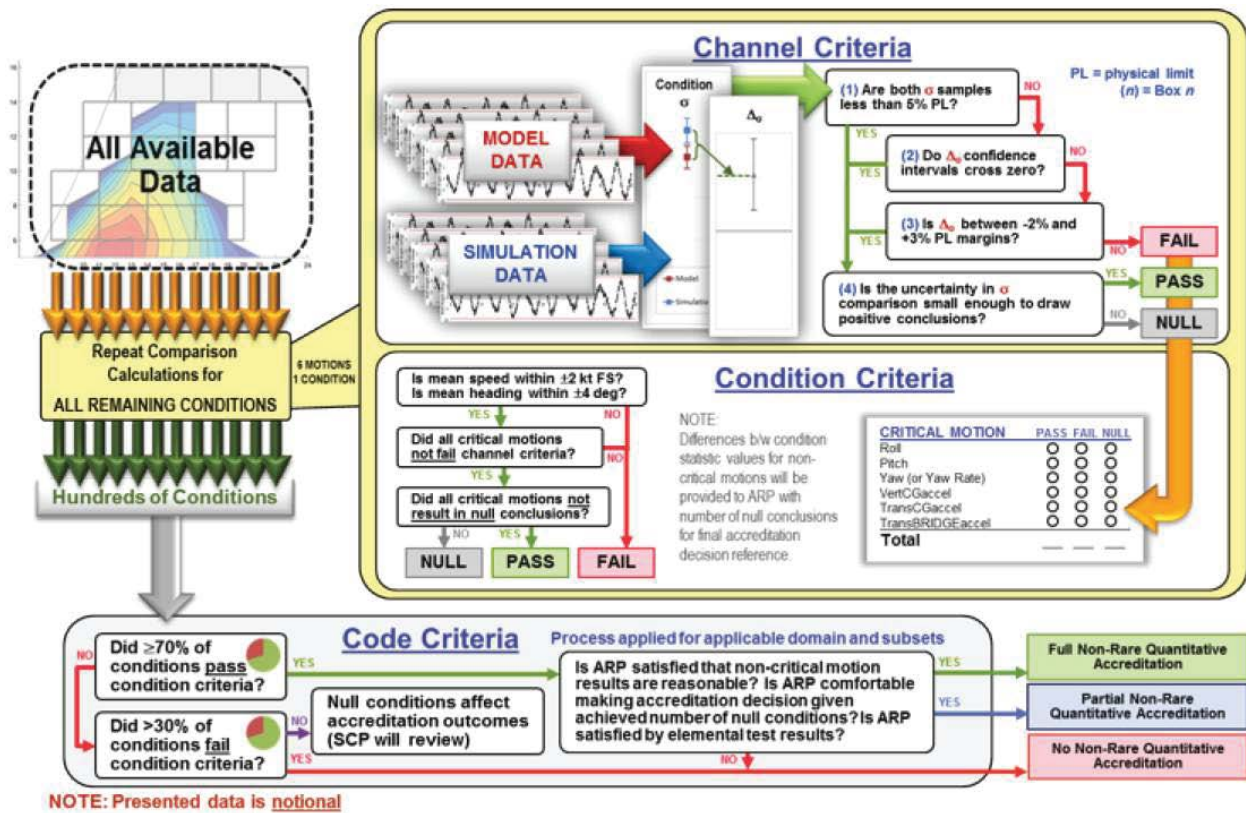 All Available
Data
Repeat Comparison
Calculations for
ALL REMAINING CONDITIONS
6 MOTIONS
1 CONDITION
Hundreds of Conditions
Channel Criteria
MODEL
DATA
SIMULATION
DATA
Condition
σ
Model
Simulatio
Δσ
PL = physical limit
(n) = Box n
(1) Are both σ samples
less than 5% PL?
NO
YES
(2) Do Δσ confidence
intervals cross zero?
NO
YES
(3) Is Δσ between -2% and
+3% PL margins?
YES
NO
FAIL
(4) Is the uncertainty in σ
comparison small enough to draw
positive conclusions?
YES
PASS
NO
NULL
Condition Criteria
Is mean speed within ±2 kt FS?
Is mean heading within ±4 deg?
YES
NO
Did all critical motions
not fail channel criteria?
NO
YES
Did all critical motions not
result in null conclusions?
NO
YES
NULL
PASS
FAIL
NOTE:
Differences b/w condition
statistic values for non-
critical motions will be
provided to ARP with
number of null conclusions
for final accreditation
decision reference.
CRITICAL MOTION PASS FAIL NULL
Roll
Pitch
Yaw (or Yaw Rate)
VertCGaccel
TransCGaccel
TransBRIDGEaccel
Total
Code Criteria
Process applied for applicable domain and subsets
Did ≥70% of
conditions pass
condition criteria?
NO
YES
Did >30% of
conditions fail
condition criteria?
NO
YES
Null conditions affect
accreditation outcomes
(SCP will review)
Is ARP satisfied that non-critical motion
results are reasonable? Is ARP comfortable
making accreditation decision given
achieved number of null conditions? Is ARP
satisfied by elemental test results?
YES
YES
NO
Full Non-Rare Quantitative
Accreditation
Partial Non-Rare
Quantitative Accreditation
No Non-Rare Quantitative
Accreditation
NOTE: Presented data is notional